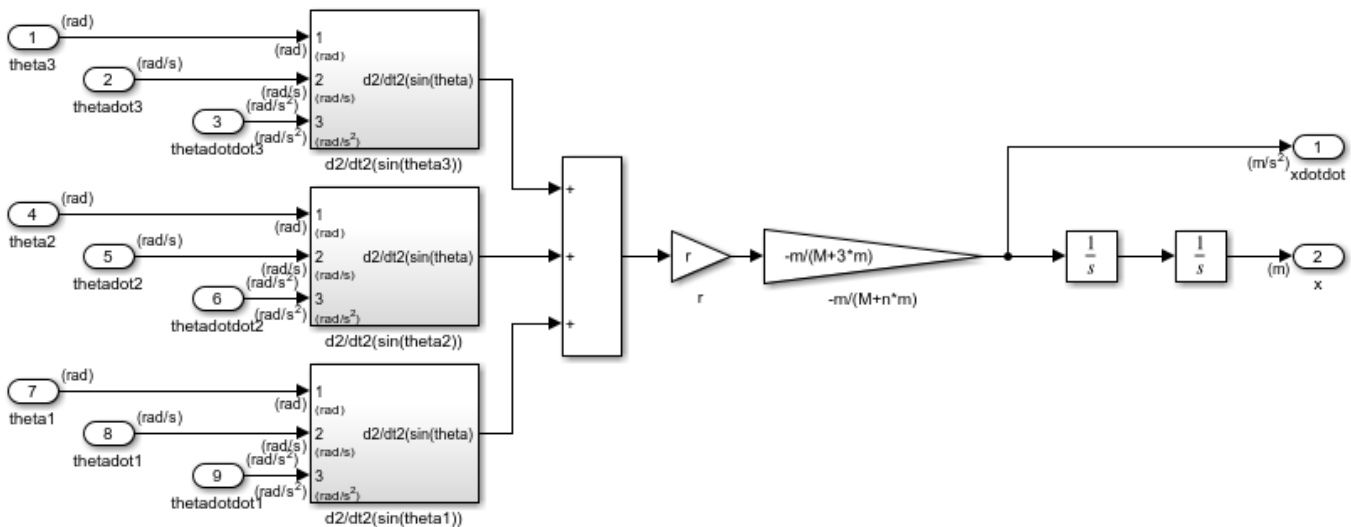 1
(rad)
theta3
2
(rad/s)
thetadot3
3
(rad/s²)
thetadotdot3
(rad)
(rad/s)
(rad/s²)
1
(rad)
2
(rad/s)
3
(rad/s²)
d2/dt2(sin(theta)
d2/dt2(sin(theta3))
4
(rad)
theta2
5
(rad/s)
thetadot2
6
(rad/s²)
thetadotdot2
(rad)
(rad/s)
(rad/s²)
1
(rad)
2
(rad/s)
3
(rad/s²)
d2/dt2(sin(theta)
d2/dt2(sin(theta2))
7
(rad)
theta1
8
(rad/s)
thetadot1
9
(rad/s²)
thetadotdot1
(rad)
(rad/s)
(rad/s²)
1
(rad)
2
(rad/s)
3
(rad/s²)
d2/dt2(sin(theta)
d2/dt2(sin(theta1))
+
+
+
r
r
-m/(M+3*m)
-m/(M+n*m)
1
s
1
s
(m/s²)
1
xdotdot
(m)
2
x